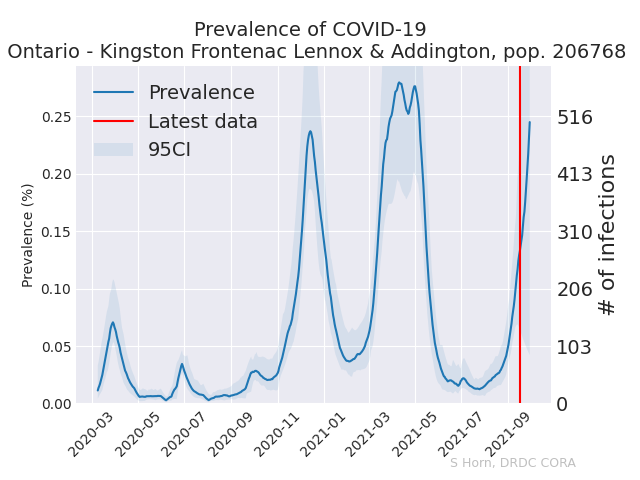 Prevalence of COVID-19
Ontario - Kingston Frontenac Lennox & Addington, pop. 206768
Prevalence
Latest data
95CI
Prevalence (%)
0.25
0.20
0.15
0.10
0.05
0.00
516
413
310
206
103
0
# of infections
2020-03
2020-05
2020-07
2020-09
2020-11
2021-01
2021-03
2021-05
2021-07
2021-09
S Horn, DRDC CORA